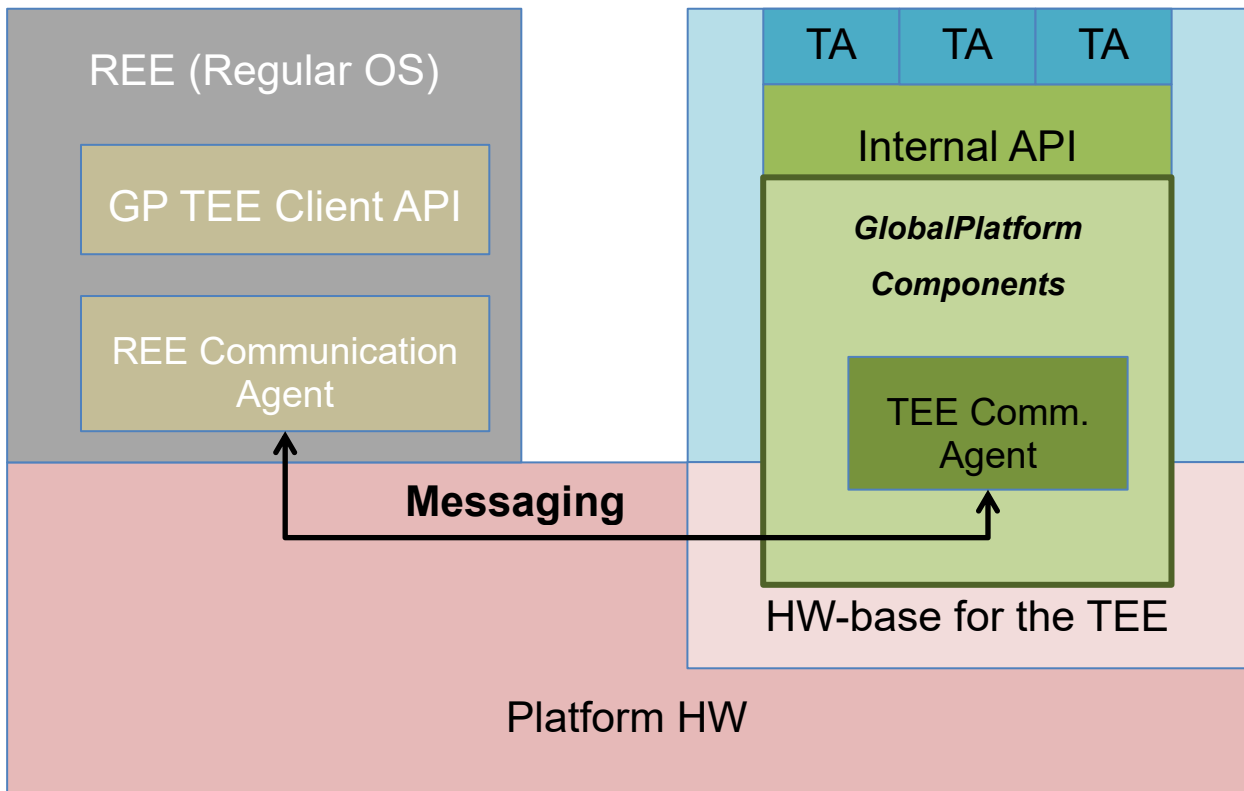 REE (Regular OS)
GP TEE Client API
REE Communication
Agent
TA TA TA
Internal API
GlobalPlatform
Components
TEE Comm.
Agent
Messaging
HW-base for the TEE
Platform HW